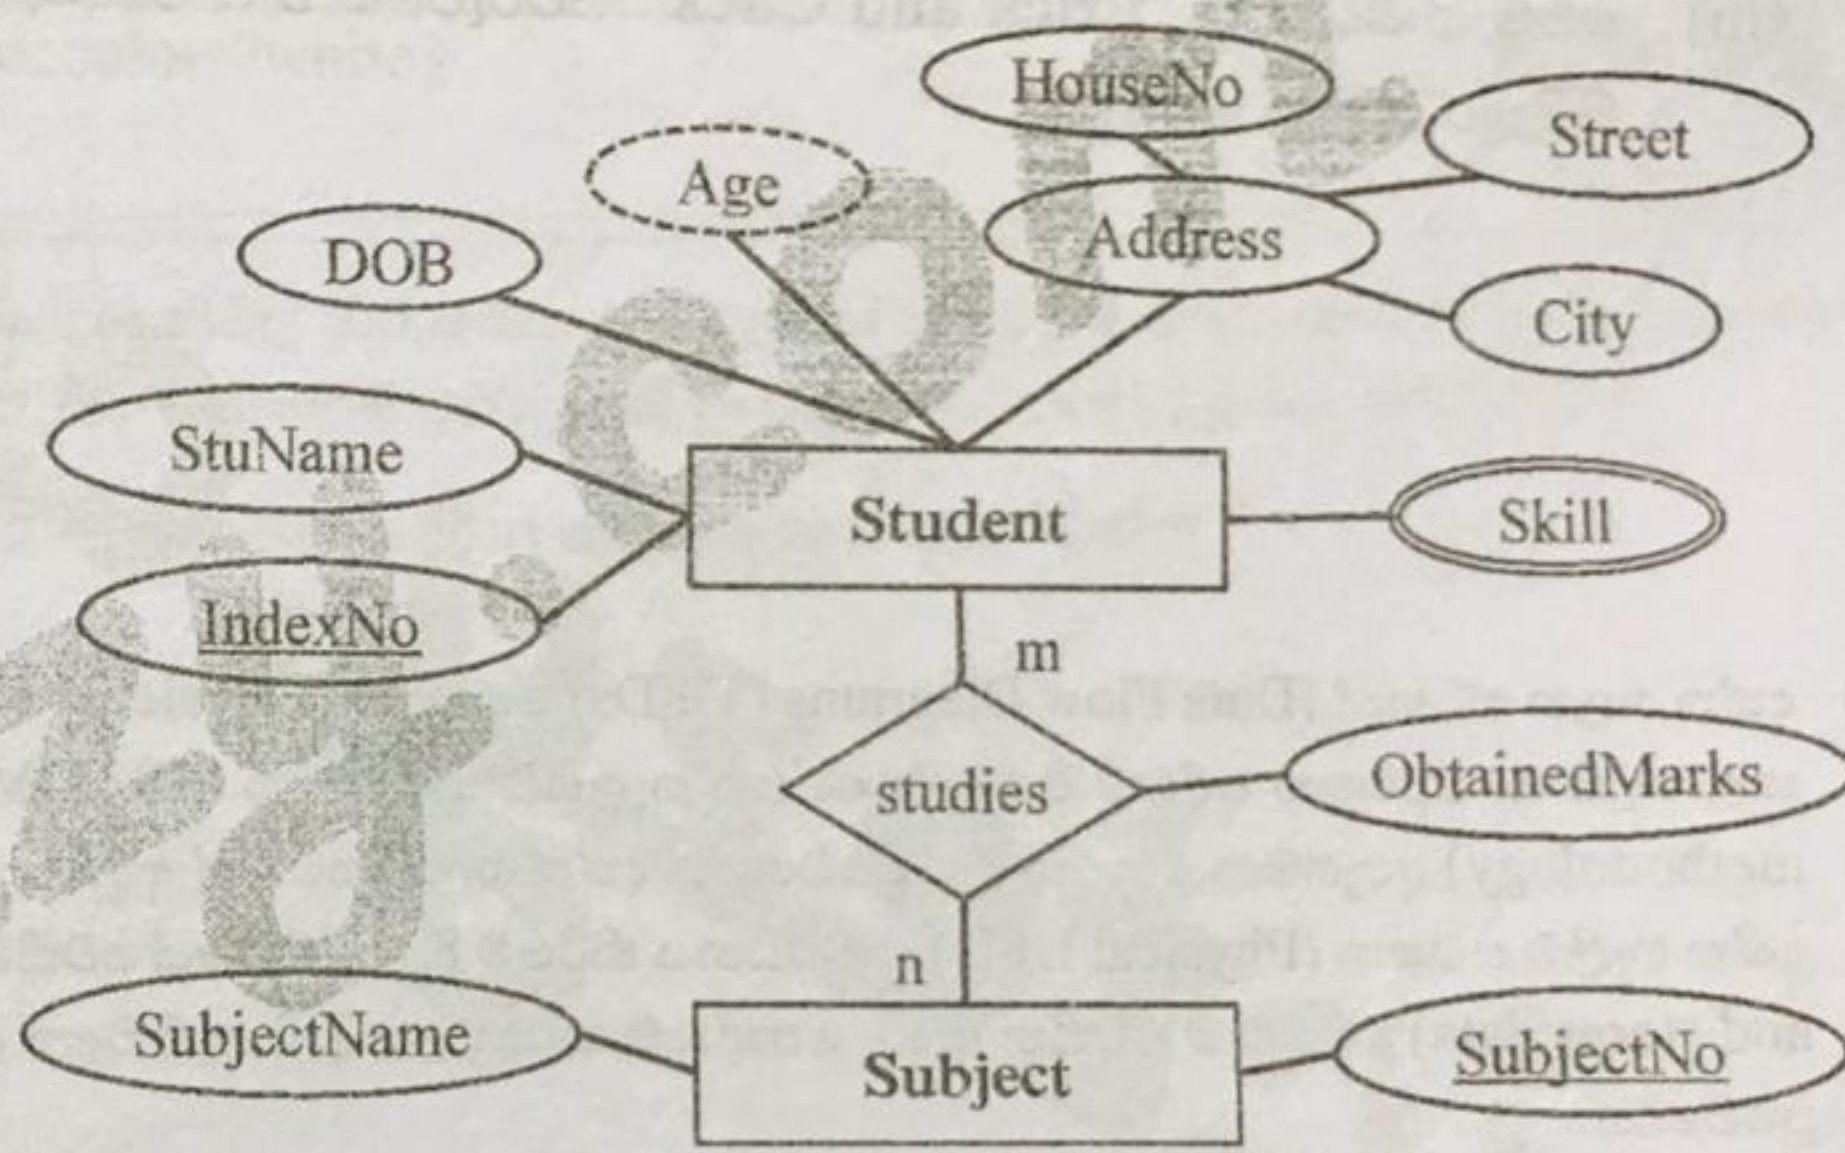 HouseNo
Street
Age
Address
DOB
City
StuName
Student
Skill
IndexNo
m
studies
ObtainedMarks
n
SubjectName
Subject
SubjectNo